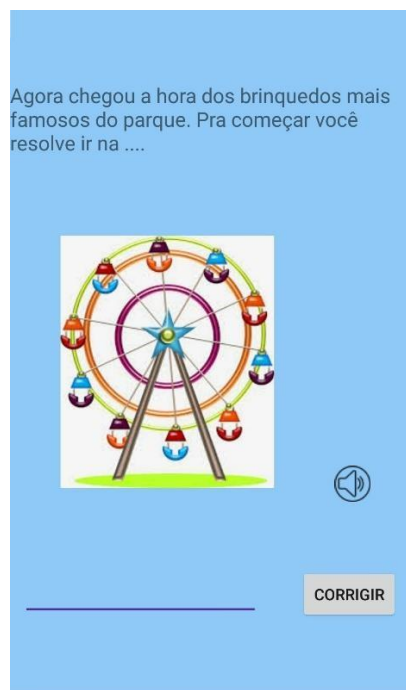 Agora chegou a hora dos brinquedos mais
famosos do parque. Pra começar você
resolve ir na ....
CORRIGIR